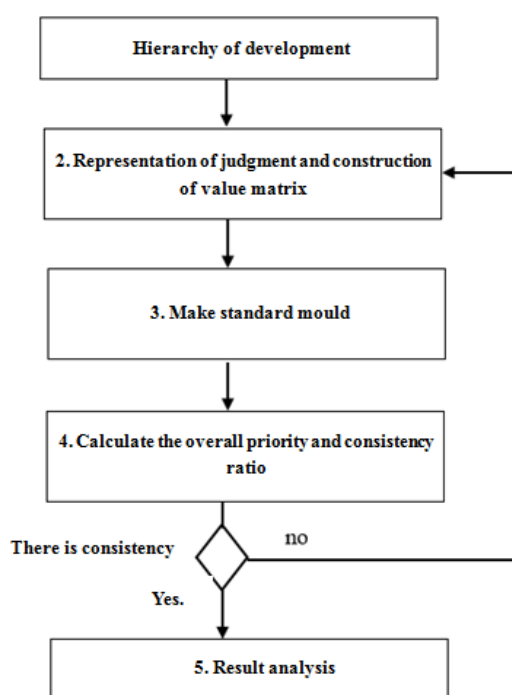 Hierarchy of development
2. Representation of judgment and construction
of value matrix
3. Make standard mould
4. Calculate the overall priority and consistency
ratio
There is consistency
no
Yes.
5. Result analysis